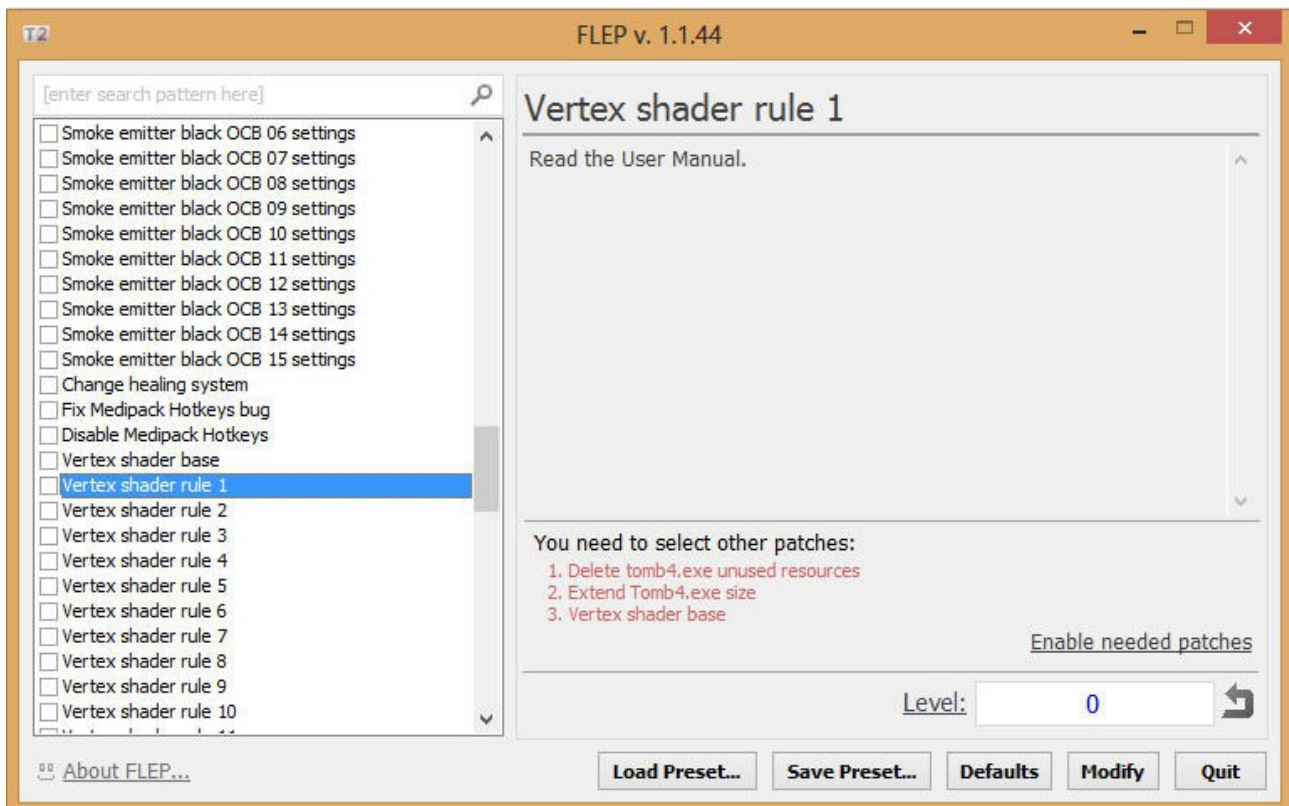 T2
FLEP v. 1.1.44
[enter search pattern here]
Smoke emitter black OCB 06 settings
Smoke emitter black OCB 07 settings
Smoke emitter black OCB 08 settings
Smoke emitter black OCB 09 settings
Smoke emitter black OCB 10 settings
Smoke emitter black OCB 11 settings
Smoke emitter black OCB 12 settings
Smoke emitter black OCB 13 settings
Smoke emitter black OCB 14 settings
Smoke emitter black OCB 15 settings
Change healing system
Fix Medipack Hotkeys bug
Disable Medipack Hotkeys
Vertex shader base
Vertex shader rule 1
Vertex shader rule 2
Vertex shader rule 3
Vertex shader rule 4
Vertex shader rule 5
Vertex shader rule 6
Vertex shader rule 7
Vertex shader rule 8
Vertex shader rule 9
Vertex shader rule 10
Vertex shader rule 1
Read the User Manual.
You need to select other patches:
1. Delete tomb4.exe unused resources
2. Extend Tomb4.exe size
3. Vertex shader base
Enable needed patches
Level: 0
About FLEP...
Load Preset...
Save Preset...
Defaults
Modify
Quit